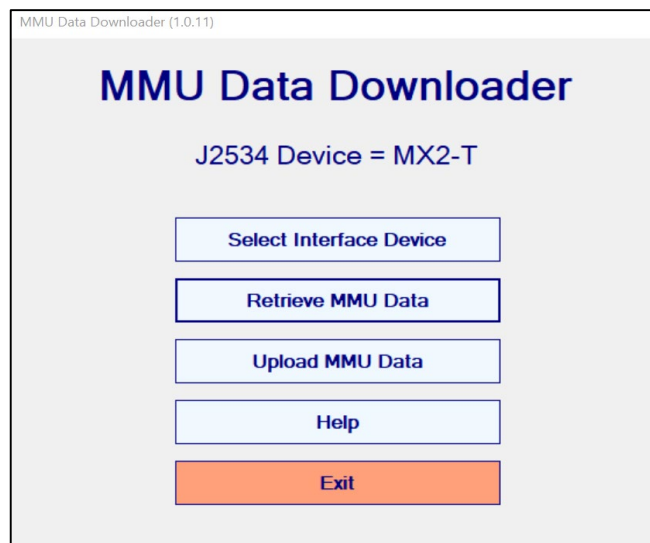 MMU Data Downloader (1.0.11)
MMU Data Downloader
J2534 Device = MX2-T
Select Interface Device
Retrieve MMU Data
Upload MMU Data
Help
Exit